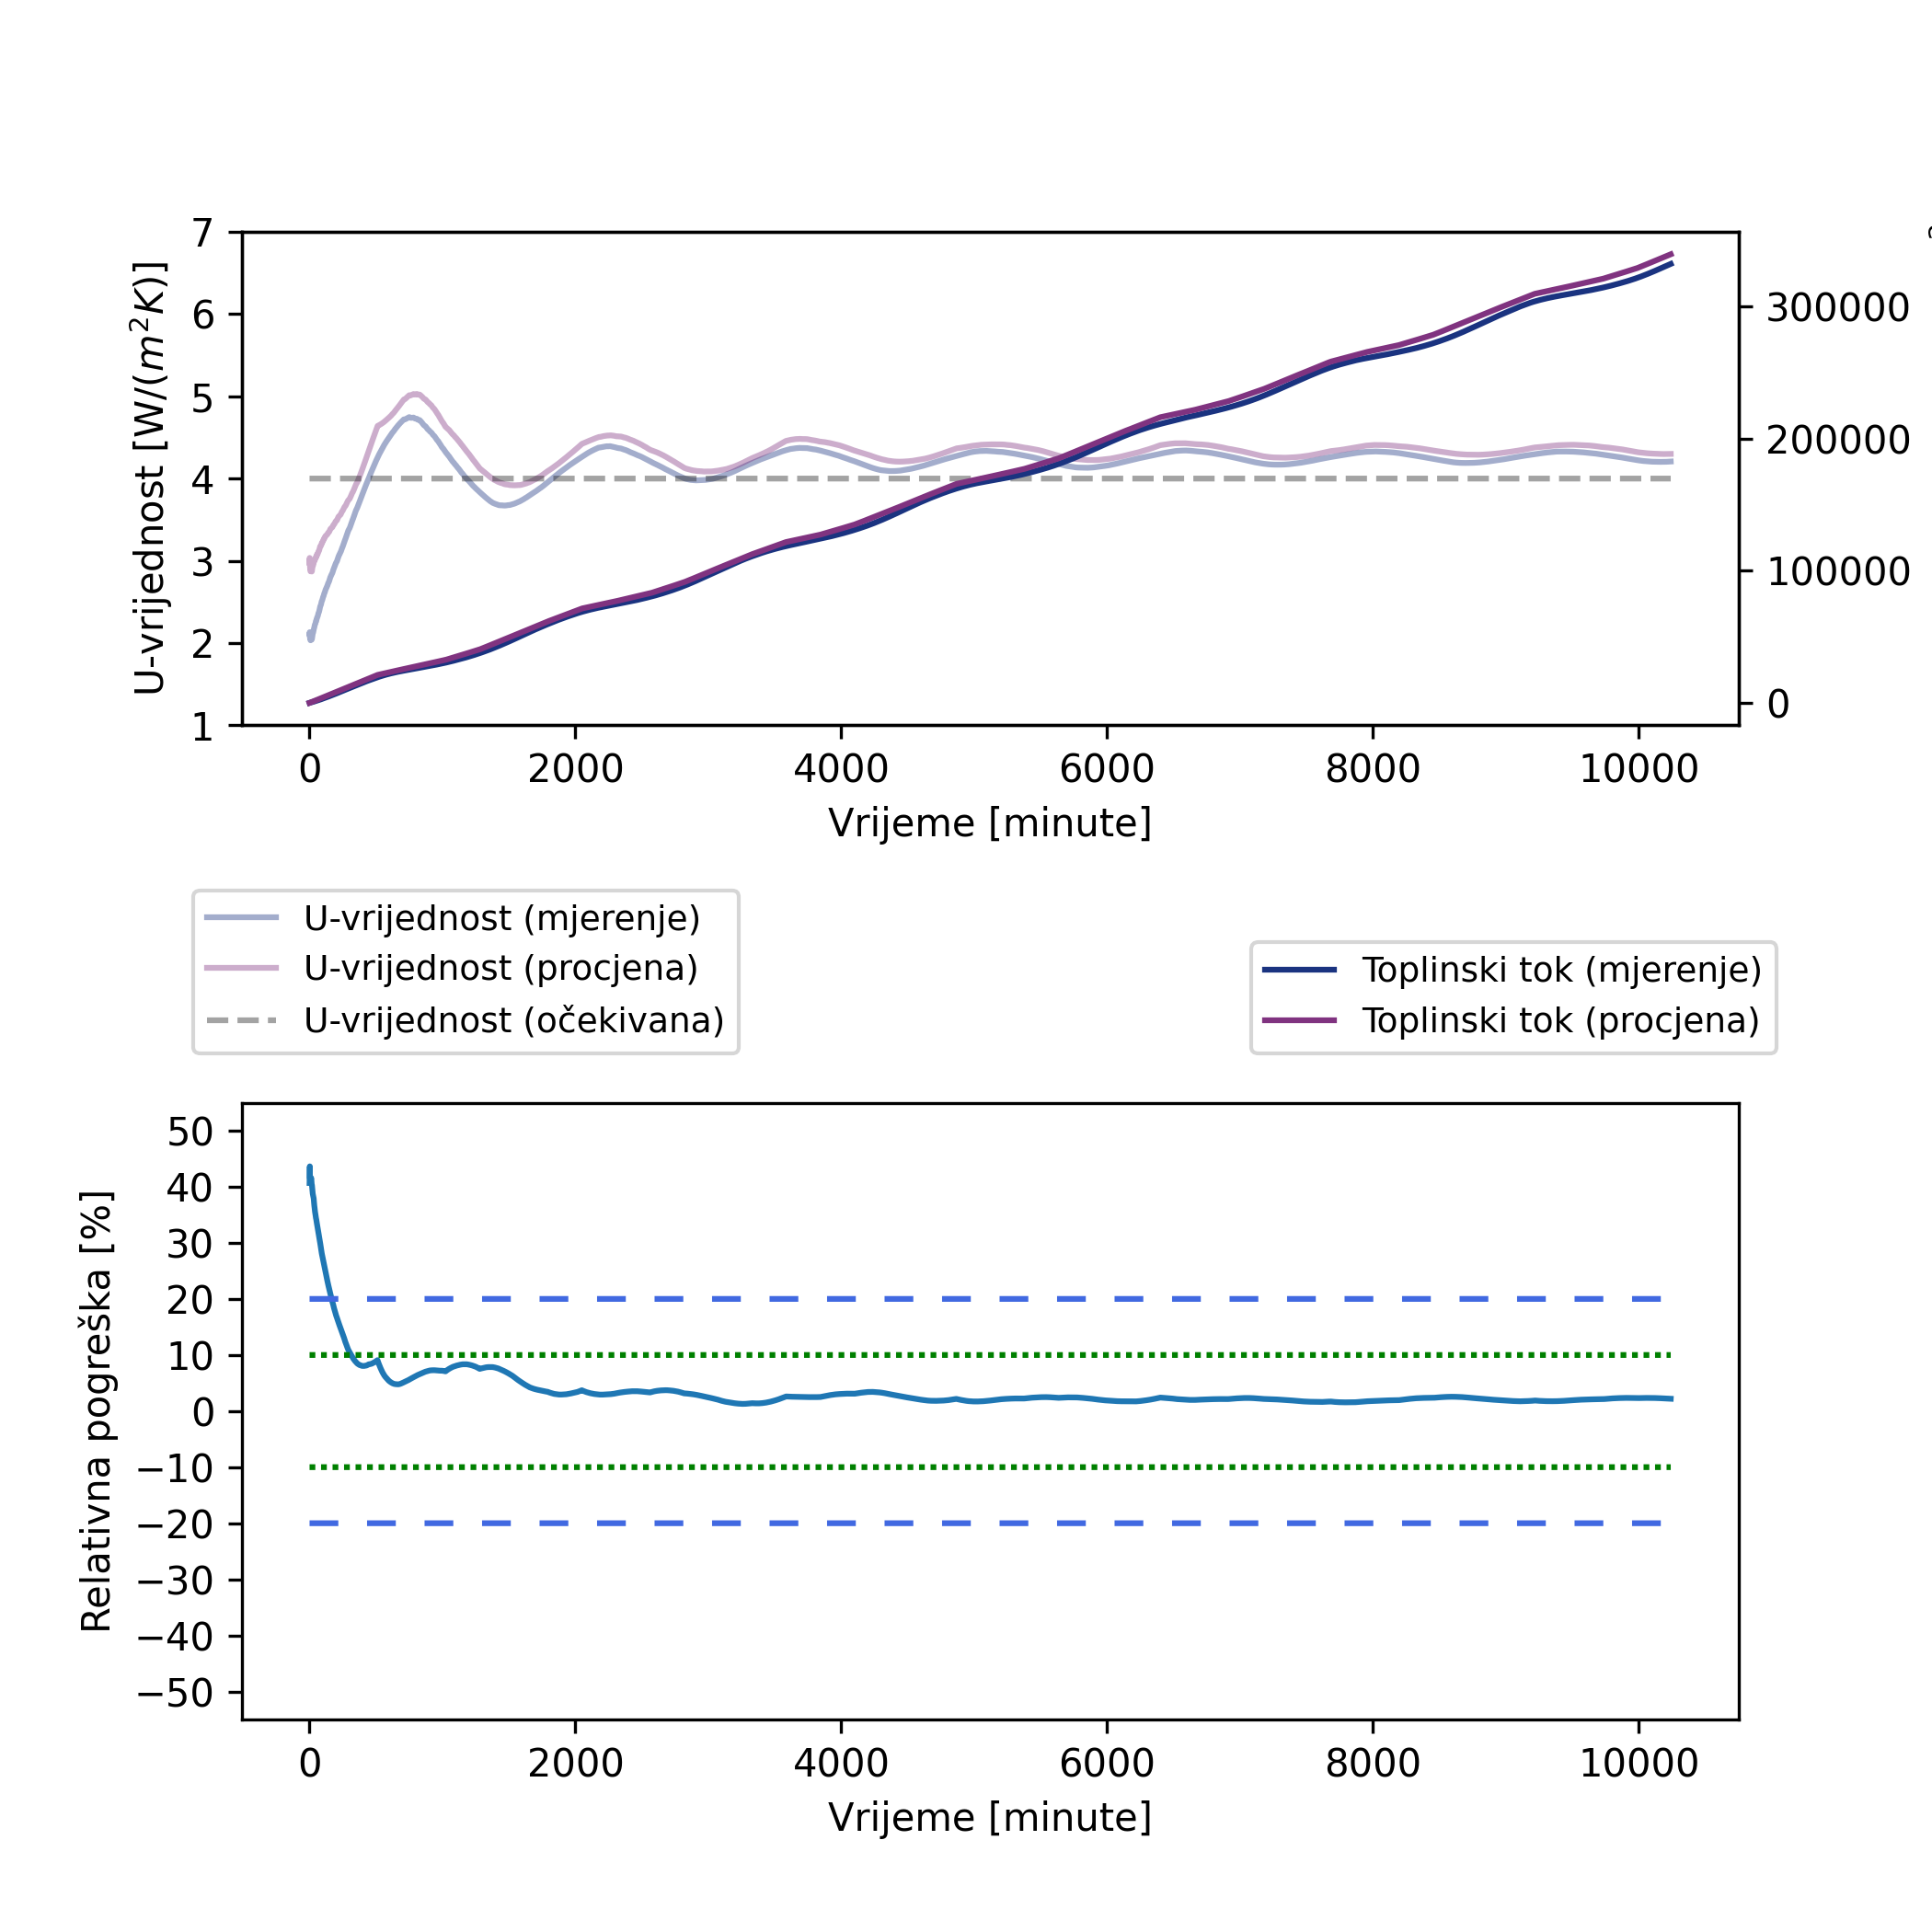 7
6
5
4
3
2
1
U-vrijednost [W/(m²K)]
300000
200000
100000
0
0 2000 4000 6000 8000 10000
Vrijeme [minute]
U-vrijednost (mjerenje)
U-vrijednost (procjena)
U-vrijednost (očekivana)
Toplinski tok (mjerenje)
Toplinski tok (procjena)
50
40
30
20
10
0
−10
−20
−30
−40
−50
Relativna pogreška [%]
0 2000 4000 6000 8000 10000
Vrijeme [minute]